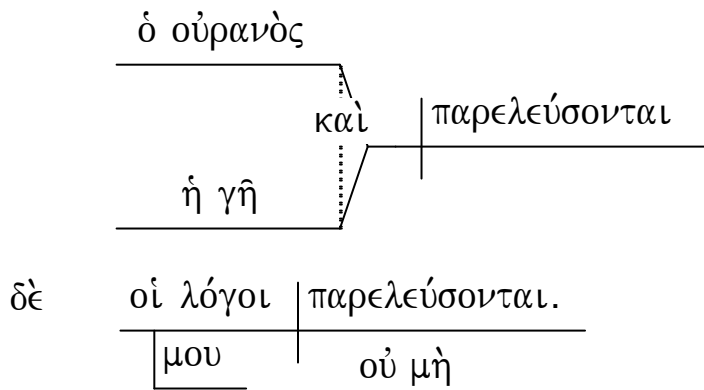 ὁ οὐρανὸς
καὶ
παρελεύσονται
ἡ γῆ
δὲ οἱ λόγοι παρελεύσονται.
μου οὐ μὴ